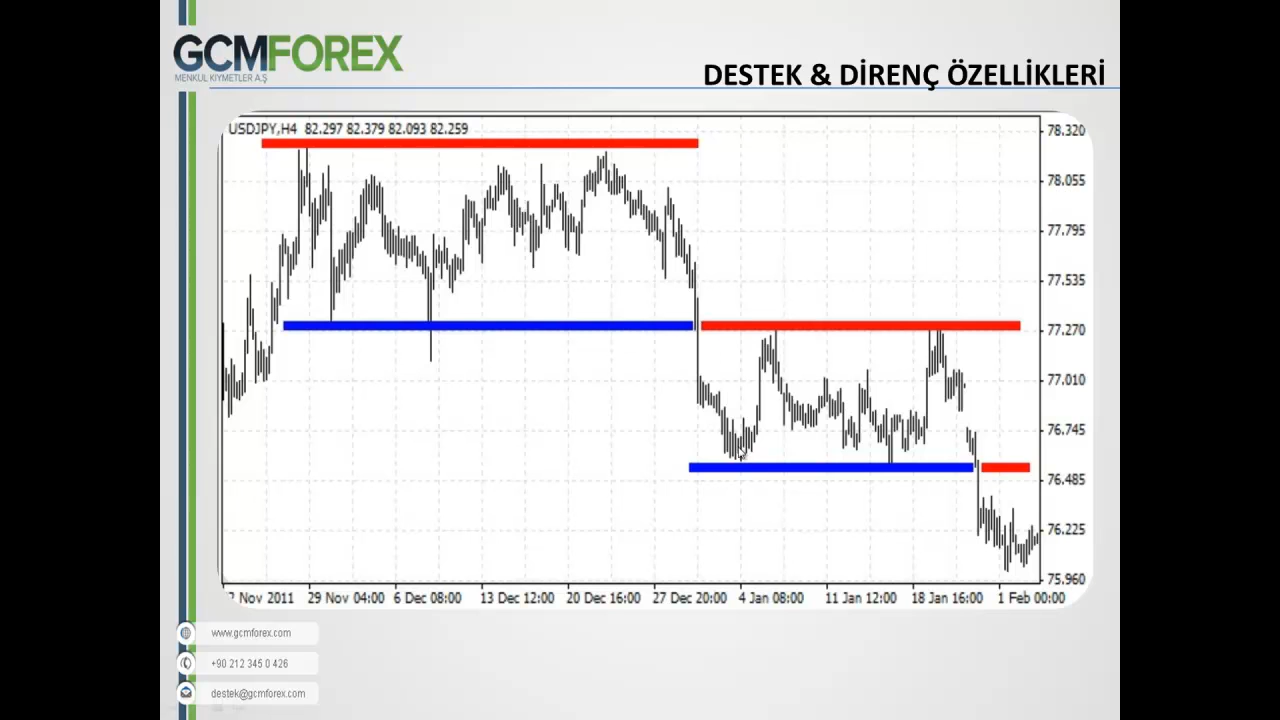 GCMFOREX
MENKUL KIYMETLER A.Ş
DESTEK & DİRENÇ ÖZELLİKLERİ
USDJPY,H4 82.297 82.379 82.093 82.259
78.320
78.055
77.795
77.535
77.270
77.010
76.745
76.485
76.225
75.960
Nov 2011 29 Nov 04:00 6 Dec 08:00 13 Dec 12:00 20 Dec 16:00 27 Dec 20:00 4 Jan 08:00 11 Jan 12:00 18 Jan 16:00 1 Feb 00:00
www.gcmforex.com
+90 212 345 0 426
destek@gcmforex.com